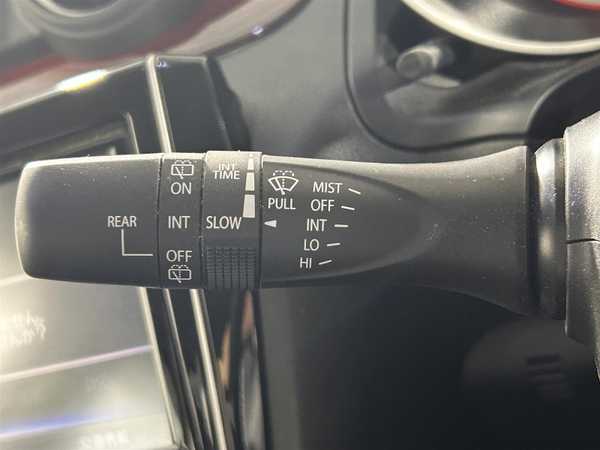 REAR
ON
INT
OFF
INT
TIME
SLOW
PULL
MIST
OFF
INT
LO
HI